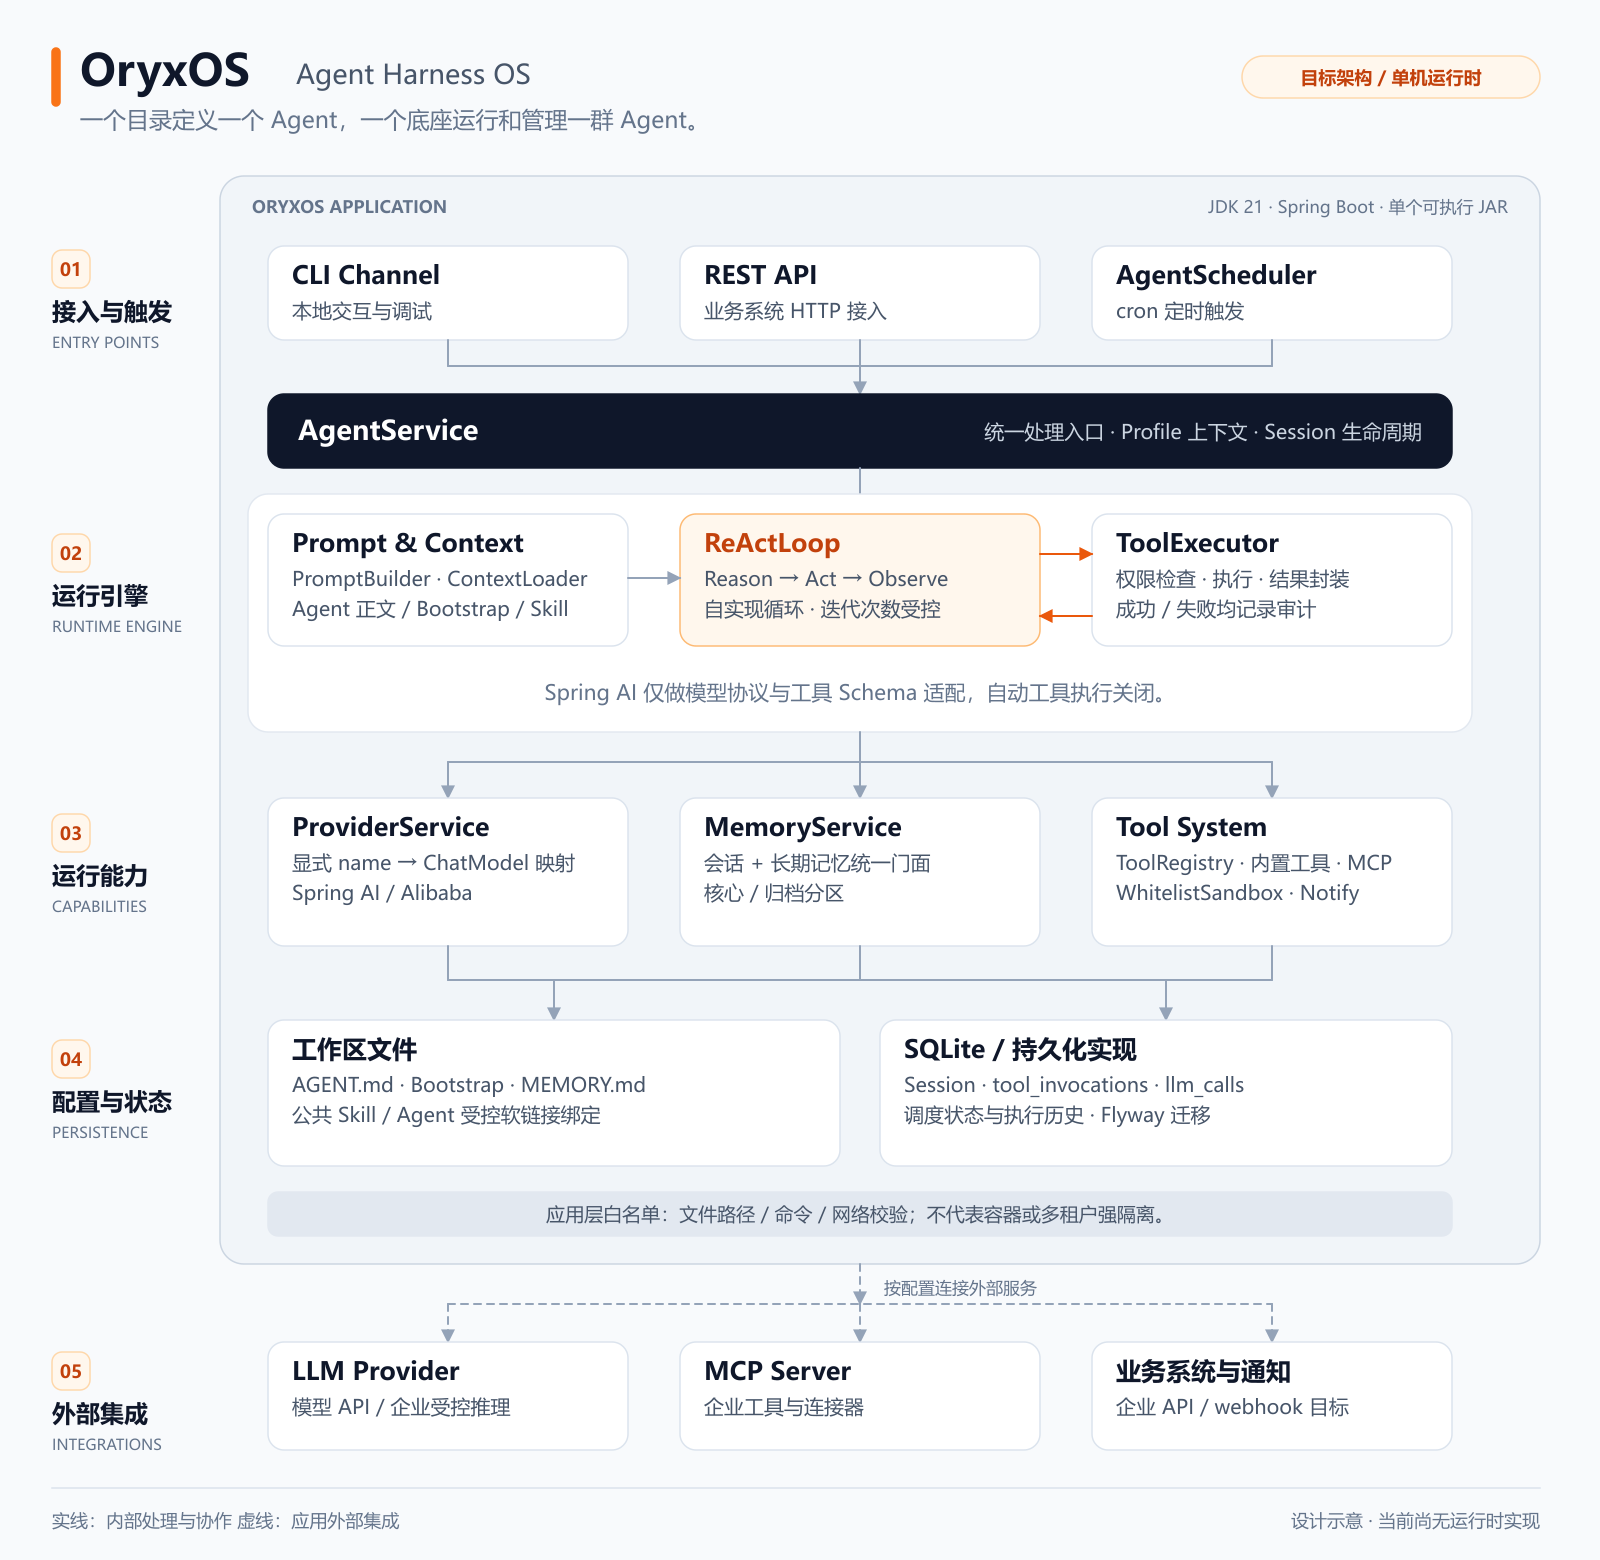 OryxOS
Agent Harness OS
目标架构 / 单机运行时
一个目录定义一个 Agent，一个底座运行和管理一群 Agent。
ORYXOS APPLICATION
JDK 21 · Spring Boot · 单个可执行 JAR
01
接入与触发
ENTRY POINTS
CLI Channel
本地交互与调试
REST API
业务系统 HTTP 接入
AgentScheduler
cron 定时触发
AgentService
统一处理入口 · Profile 上下文 · Session 生命周期
02
运行引擎
RUNTIME ENGINE
Prompt & Context
PromptBuilder · ContextLoader
Agent 正文 / Bootstrap / Skill
ReActLoop
Reason → Act → Observe
自实现循环 · 迭代次数受控
ToolExecutor
权限检查 · 执行 · 结果封装
成功 / 失败均记录审计
Spring AI 仅做模型协议与工具 Schema 适配，自动工具执行关闭。
03
运行能力
CAPABILITIES
ProviderService
显式 name → ChatModel 映射
Spring AI / Alibaba
MemoryService
会话 + 长期记忆统一门面
核心 / 归档分区
Tool System
ToolRegistry · 内置工具 · MCP
WhitelistSandbox · Notify
04
配置与状态
PERSISTENCE
工作区文件
AGENT.md · Bootstrap · MEMORY.md
公共 Skill / Agent 受控软链接绑定
SQLite / 持久化实现
Session · tool_invocations · llm_calls
调度状态与执行历史 · Flyway 迁移
应用层白名单：文件路径 / 命令 / 网络校验；不代表容器或多租户强隔离。
按配置连接外部服务
05
外部集成
INTEGRATIONS
LLM Provider
模型 API / 企业受控推理
MCP Server
企业工具与连接器
业务系统与通知
企业 API / webhook 目标
实线：内部处理与协作 虚线：应用外部集成
设计示意 · 当前尚无运行时实现